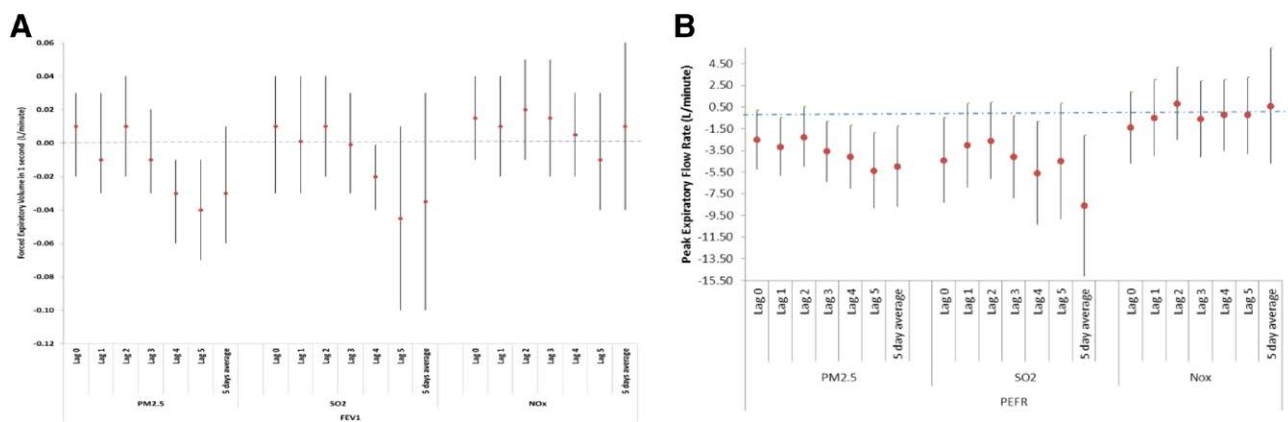 A
Forced Expiratory Volume in 1 second (L/minute)
0.06
0.04
0.02
0.00
-0.02
-0.04
-0.06
-0.08
-0.10
-0.12
Lag 0
Lag 1
Lag 2
Lag 3
Lag 4
Lag 5
5 days average
Lag 0
Lag 1
Lag 2
Lag 3
Lag 4
Lag 5
5 days average
Lag 0
Lag 1
Lag 2
Lag 3
Lag 4
Lag 5
5 days average
PM2.5 SO2 NOx
FEV1
B
Peak Expiratory Flow Rate (L/minute)
4.50
2.50
0.50
-1.50
-3.50
-5.50
-7.50
-9.50
-11.50
-13.50
-15.50
Lag 0
Lag 1
Lag 2
Lag 3
Lag 4
Lag 5
5 day average
Lag 0
Lag 1
Lag 2
Lag 3
Lag 4
Lag 5
5 day average
Lag 0
Lag 1
Lag 2
Lag 3
Lag 4
Lag 5
5 day average
PM2.5 SO2 Nox
PEFR